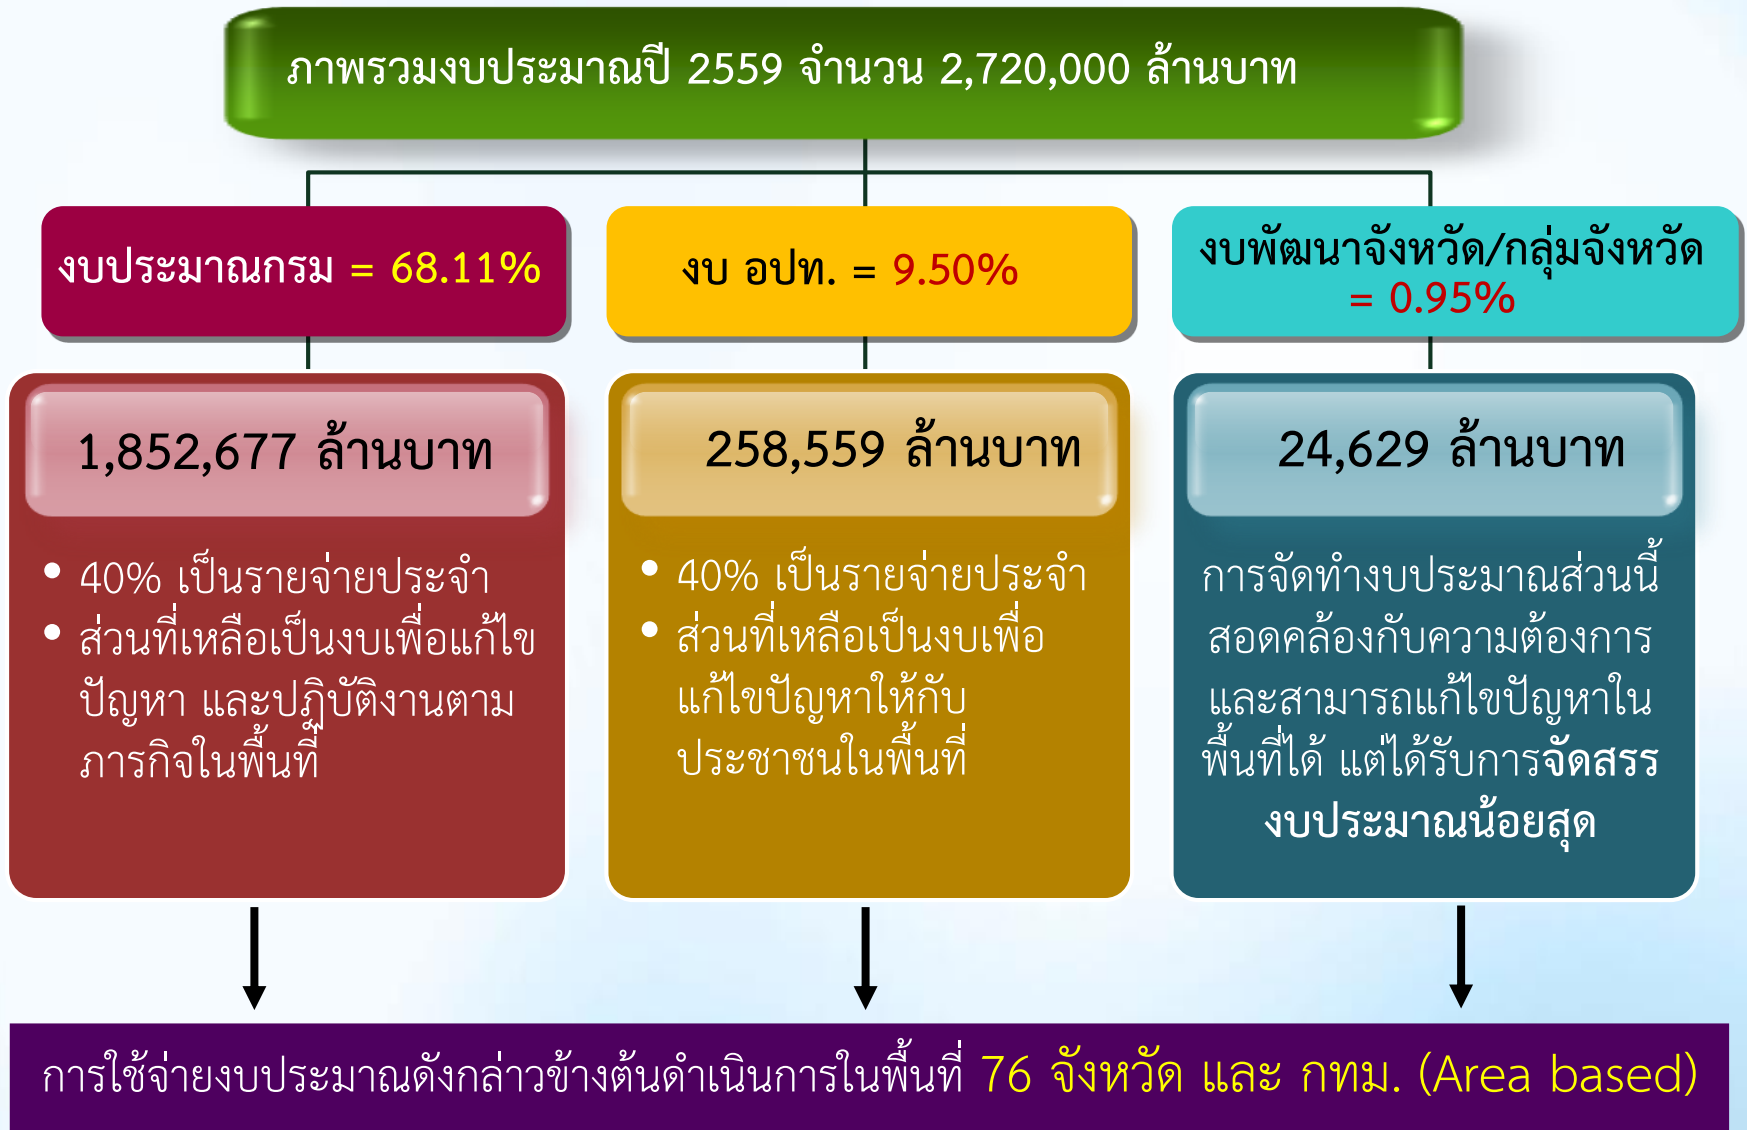 ภาพรวมงบประมาณปี 2559 จำนวน 2,720,000 ล้านบาท
งบประมาณกรม = 68.11%
งบ อปท. = 9.50%
งบพัฒนาจังหวัด/กลุ่มจังหวัด
= 0.95%
1,852,677 ล้านบาท
• 40% เป็นรายจ่ายประจำ
• ส่วนที่เหลือเป็นงบเพื่อแก้ไข
ปัญหา และปฏิบัติงานตาม
ภารกิจในพื้นที่
258,559 ล้านบาท
• 40% เป็นรายจ่ายประจำ
• ส่วนที่เหลือเป็นงบเพื่อ
แก้ไขปัญหาให้กับ
ประชาชนในพื้นที่
24,629 ล้านบาท
การจัดทำงบประมาณส่วนนี้
สอดคล้องกับความต้องการ
และสามารถแก้ไขปัญหาใน
พื้นที่ได้ แต่ได้รับการจัดสรร
งบประมาณน้อยสุด
การใช้จ่ายงบประมาณดังกล่าวข้างต้นดำเนินการในพื้นที่ 76 จังหวัด และ กทม. (Area based)